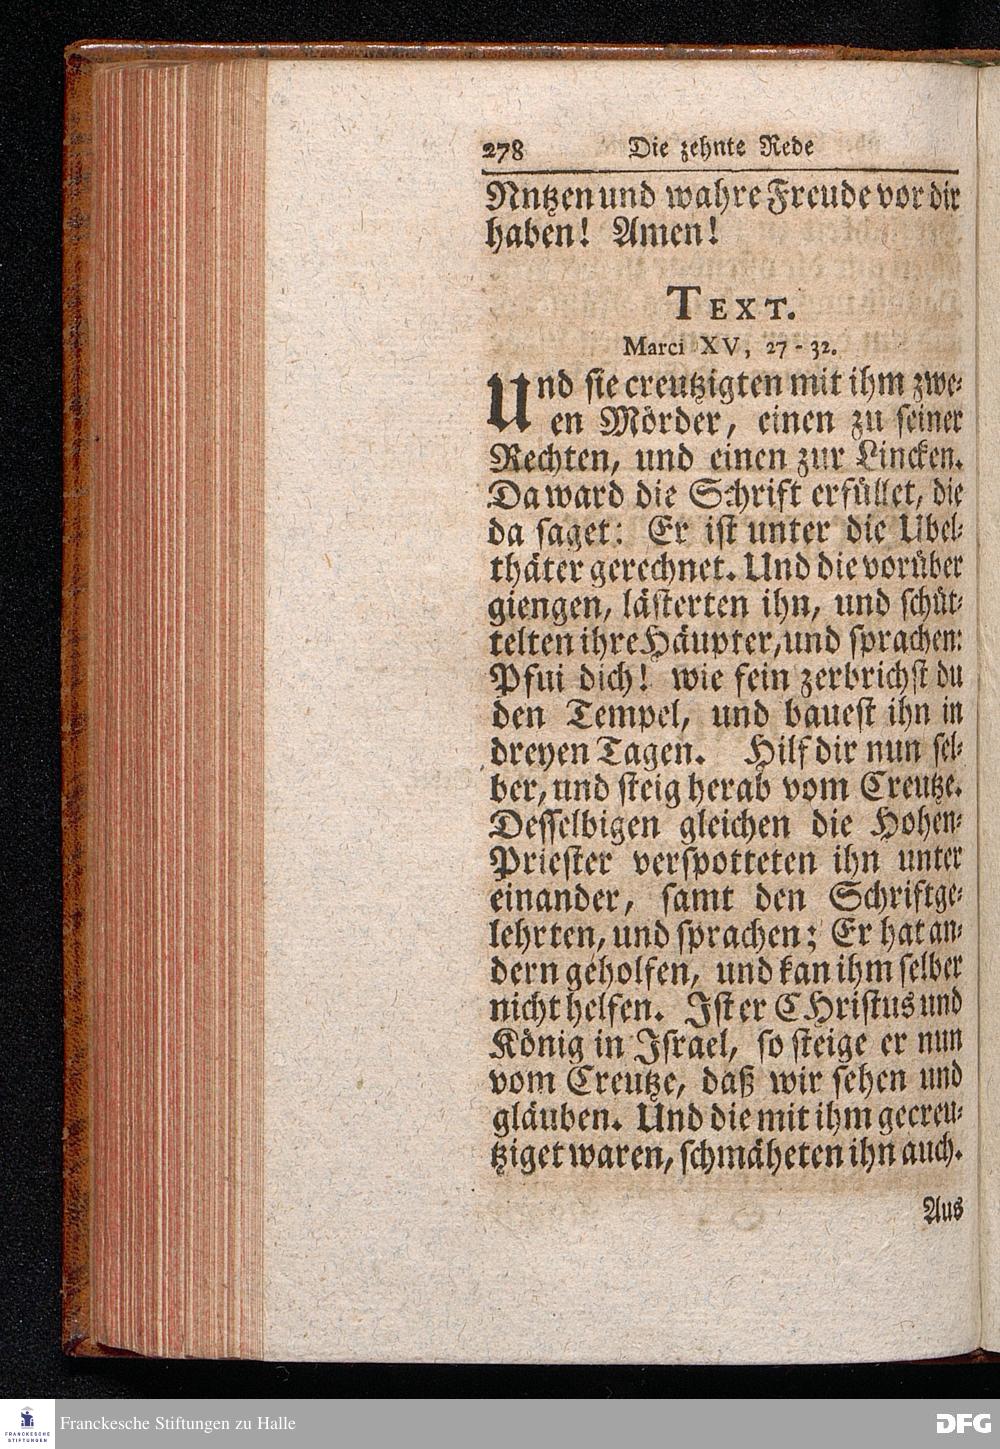 278 Die zehnte Rede
Nntzen und wahre Freude vor dir
haben! Amen!
TEXT.
Marci XV, 27-32.
Und sie creutzigten mit ihm zwe-
en Mörder, einen zu seiner
Rechten, und einen zur Lincken.
Da ward die Schrift erfüllet, die
da saget: Er ist unter die Ubel-
thäter gerechnet. Und die vorüber
giengen, lästerten ihn, und schüt-
telten ihre Häupter, und sprachen:
Pfui dich! wie fein zerbrichst du
den Tempel, und bauest ihn in
dreyen Tagen. Hilf dir nun sel-
ber, und steig herab vom Creutze.
Desselbigen gleichen die Hohen-
Priester verspotteten ihn unter
einander, samt den Schriftge-
lehrten, und sprachen; Er hat an-
dern geholfen, und kan ihm selber
nicht helfen. Ist er CHristus und
König in Israel, so steige er nun
vom Creutze, daß wir sehen und
gläuben. Und die mit ihm gecreu-
tziget waren, schmäheten ihn auch.
Aus
FRANCKESCHE
STIFTUNGEN
Franckesche Stiftungen zu Halle
DFG